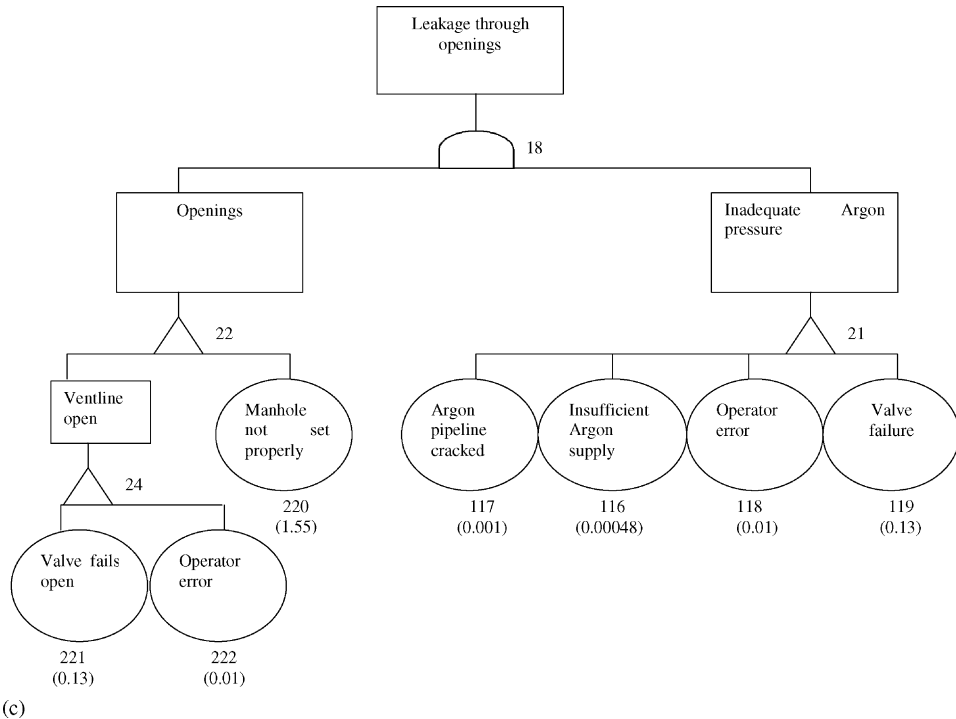 Leakage through
openings
18
Openings
Inadequate Argon
pressure
22
21
Ventline
open
Manhole
not set
properly
Argon
pipeline
cracked
Insufficient
Argon
supply
Operator
error
Valve
failure
24
220
(1.55)
117
(0.001)
116
(0.00048)
118
(0.01)
119
(0.13)
Valve fails
open
Operator
error
221
(0.13)
222
(0.01)
(c)